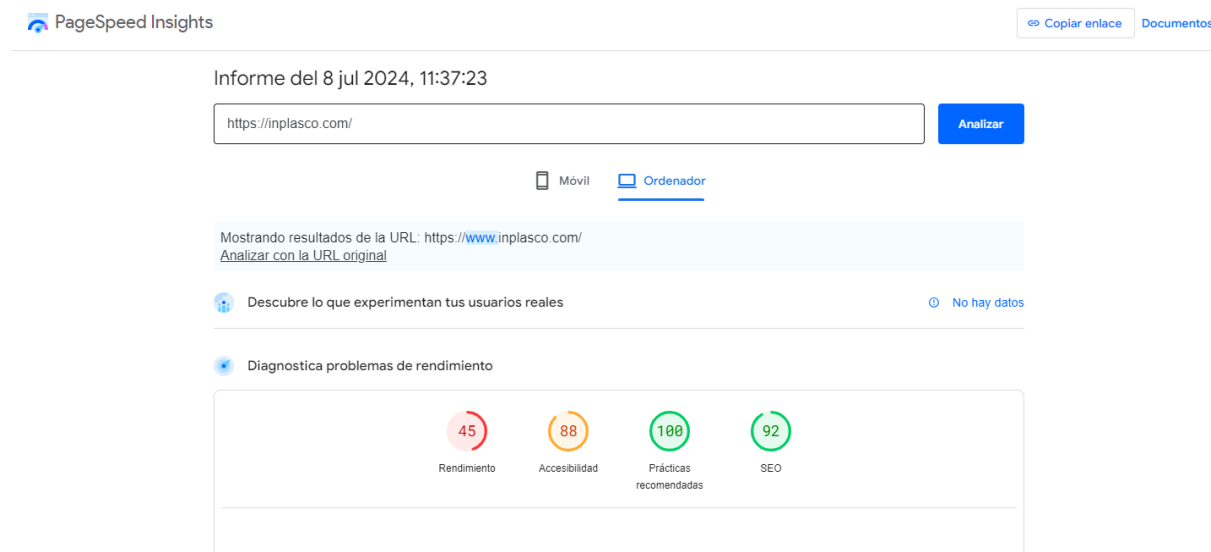 PageSpeed Insights
Copiar enlace
Documentos
Informe del 8 jul 2024, 11:37:23
https://inplasco.com/
Analizar
Móvil
Ordenador
Mostrando resultados de la URL: https://www.inplasco.com/
Analizar con la URL original
Descubre lo que experimentan tus usuarios reales
No hay datos
Diagnostica problemas de rendimiento
45
88
100
92
Rendimiento
Accesibilidad
Prácticas
recomendadas
SEO